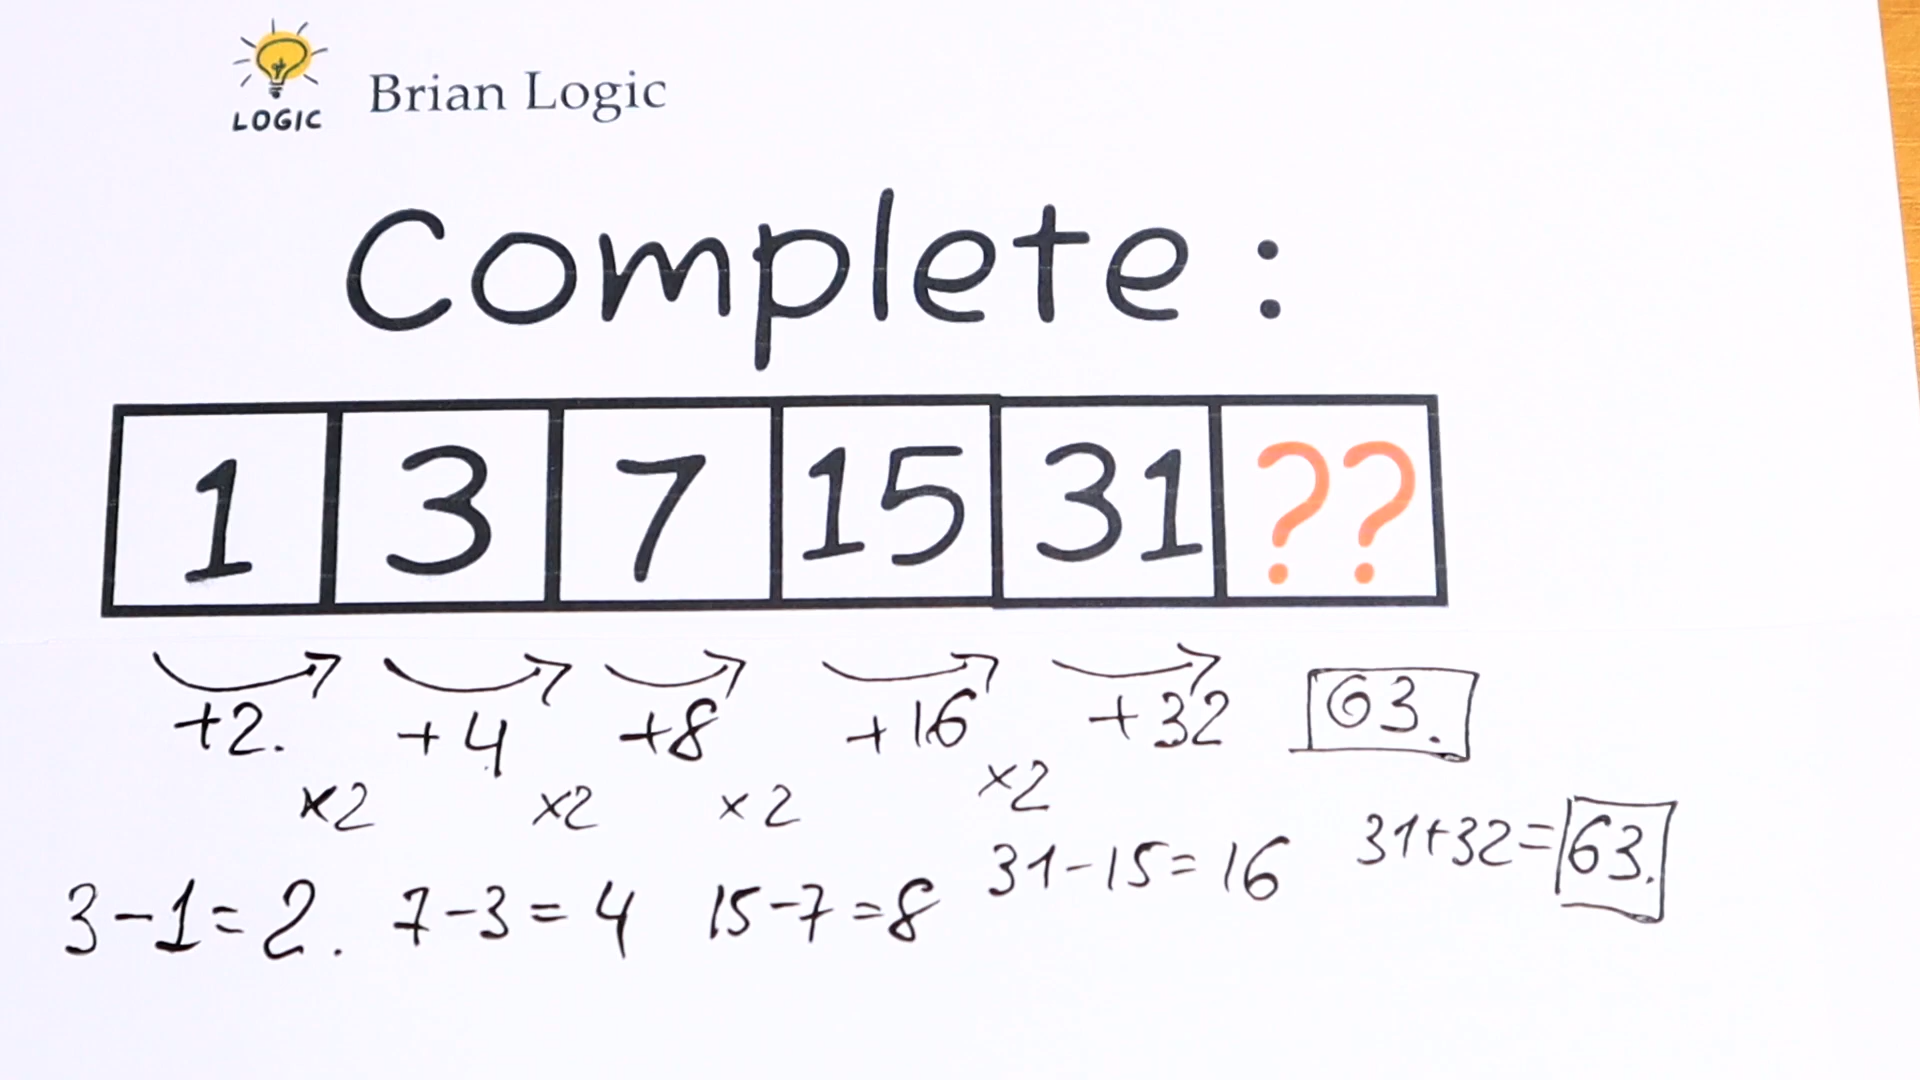 LOGIC Brian Logic
Complete :
1 3 7 15 31 ??
+2. +4 +8 +16 +32 63.
×2 ×2 ×2 ×2
3-1=2. 7-3=4 15-7=8 31-15=16 31+32=63.